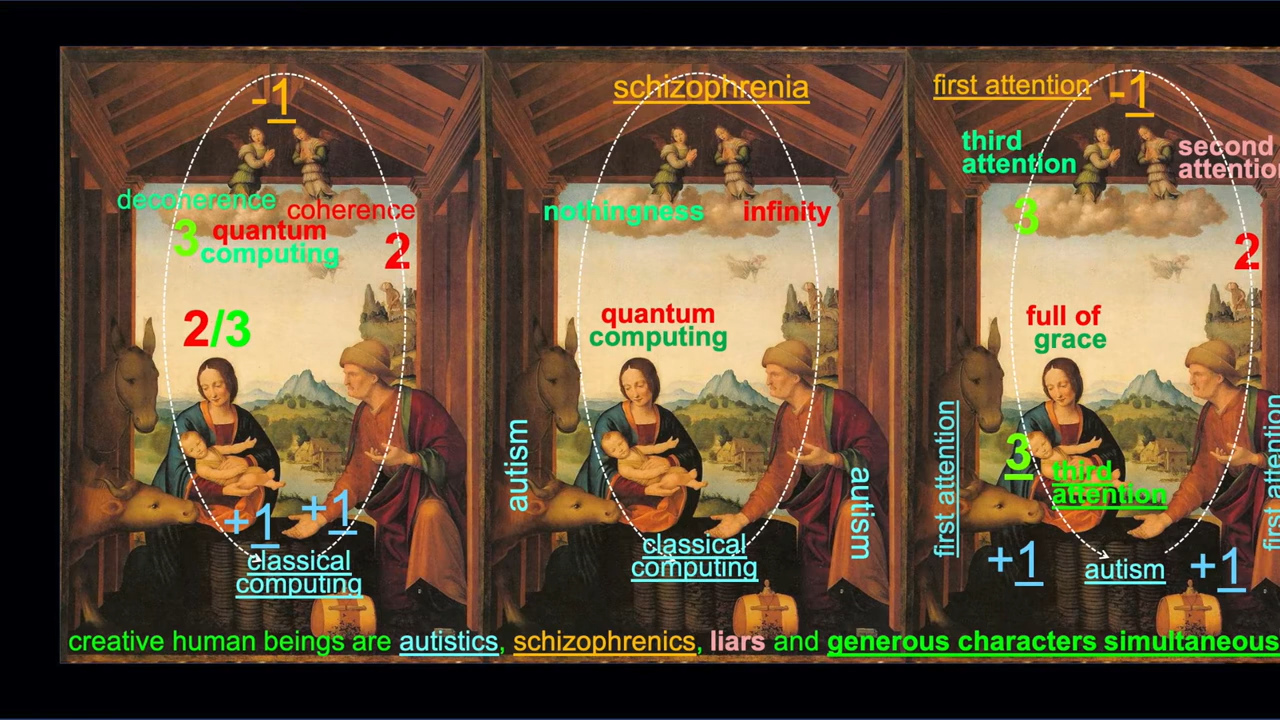 -1
decoherence coherence
3 quantum 2
computing
2/3
+1 +1
classical
computing
schizophrenia
nothingness infinity
quantum
computing
autism
autism
classical
computing
first attention -1
third
attention
second
attention
3
2
full of
grace
first attention
3
third
attention
first attention
+1 autism +1
creative human beings are autistics, schizophrenics, liars and generous characters simultaneous